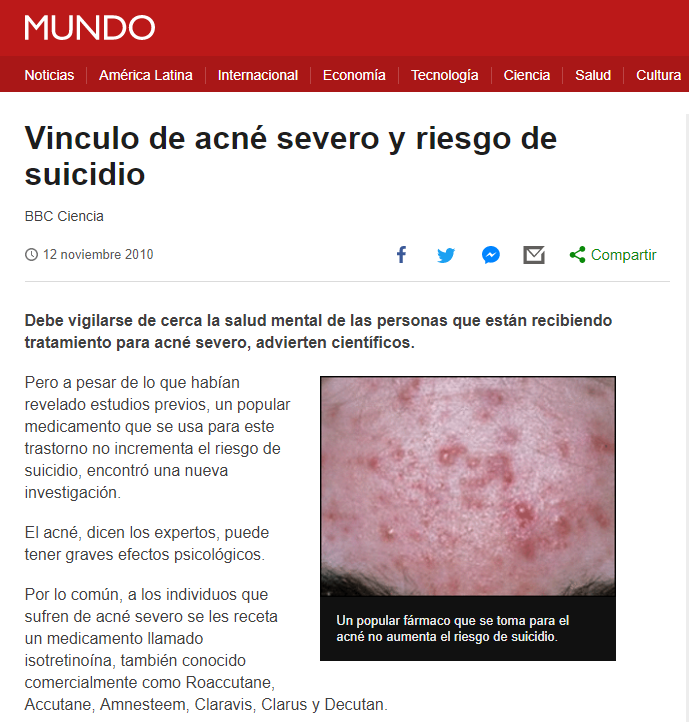 MUNDO
Noticias
América Latina
Internacional
Economía
Tecnología
Ciencia
Salud
Cultura
Vinculo de acné severo y riesgo de
suicidio
BBC Ciencia
12 noviembre 2010
Compartir
Debe vigilarse de cerca la salud mental de las personas que están recibiendo
tratamiento para acné severo, advierten científicos.
Pero a pesar de lo que habían
revelado estudios previos, un popular
medicamento que se usa para este
trastorno no incrementa el riesgo de
suicidio, encontró una nueva
investigación.
El acné, dicen los expertos, puede
tener graves efectos psicológicos.
Por lo común, a los individuos que
sufren de acné severo se les receta
un medicamento llamado
isotretinoína, también conocido
comercialmente como Roaccutane,
Accutane, Amnesteem, Claravis, Clarus y Decutan.
Un popular fármaco que se toma para el
acné no aumenta el riesgo de suicidio.